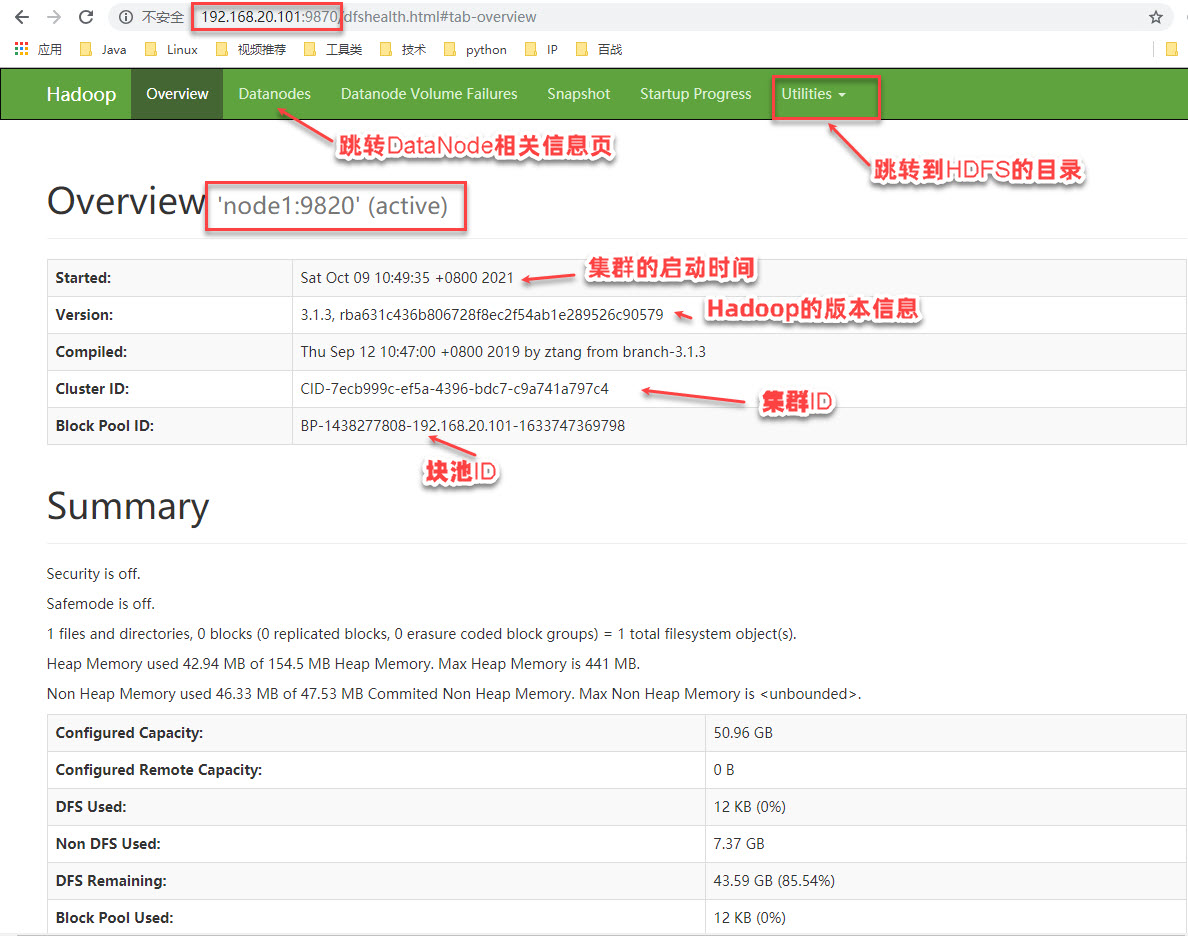 不安全 192.168.20.101:9870/dfshealth.html#tab-overview
应用 Java Linux 视频推荐 工具类 技术 python IP 百战
Hadoop Overview Datanodes Datanode Volume Failures Snapshot Startup Progress Utilities
跳转DataNode相关信息页
跳转到HDFS的目录
Overview 'node1:9820' (active)
集群的启动时间
Started: Sat Oct 09 10:49:35 +0800 2021
Hadoop的版本信息
Version: 3.1.3, rba631c436b806728f8ec2f54ab1e289526c90579
Compiled: Thu Sep 12 10:47:00 +0800 2019 by ztang from branch-3.1.3
Cluster ID: CID-7ecb999c-ef5a-4396-bdc7-c9a741a797c4
集群ID
Block Pool ID: BP-1438277808-192.168.20.101-1633747369798
块池ID
Summary
Security is off.
Safemode is off.
1 files and directories, 0 blocks (0 replicated blocks, 0 erasure coded block groups) = 1 total filesystem object(s).
Heap Memory used 42.94 MB of 154.5 MB Heap Memory. Max Heap Memory is 441 MB.
Non Heap Memory used 46.33 MB of 47.53 MB Commited Non Heap Memory. Max Non Heap Memory is <unbounded>.
Configured Capacity: 50.96 GB
Configured Remote Capacity: 0 B
DFS Used: 12 KB (0%)
Non DFS Used: 7.37 GB
DFS Remaining: 43.59 GB (85.54%)
Block Pool Used: 12 KB (0%)